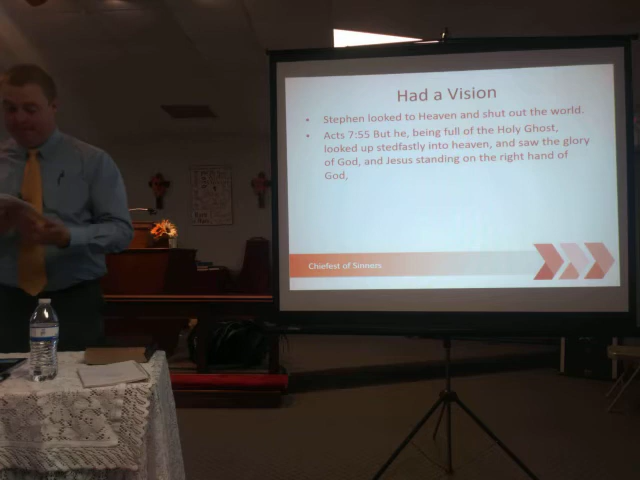 Had a Vision
• Stephen looked to Heaven and shut out the world.
• Acts 7:55 But he, being full of the Holy Ghost,
looked up stedfastly into heaven, and saw the glory
of God, and Jesus standing on the right hand of
God,
Chiefest of Sinners